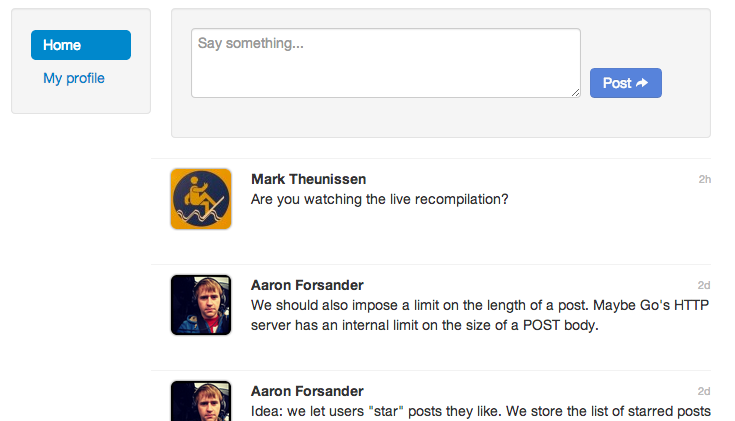 Home
My profile
Say something...
Post
Mark Theunissen
2h
Are you watching the live recompilation?
Aaron Forsander
2d
We should also impose a limit on the length of a post. Maybe Go's HTTP
server has an internal limit on the size of a POST body.
Aaron Forsander
2d
Idea: we let users "star" posts they like. We store the list of starred posts